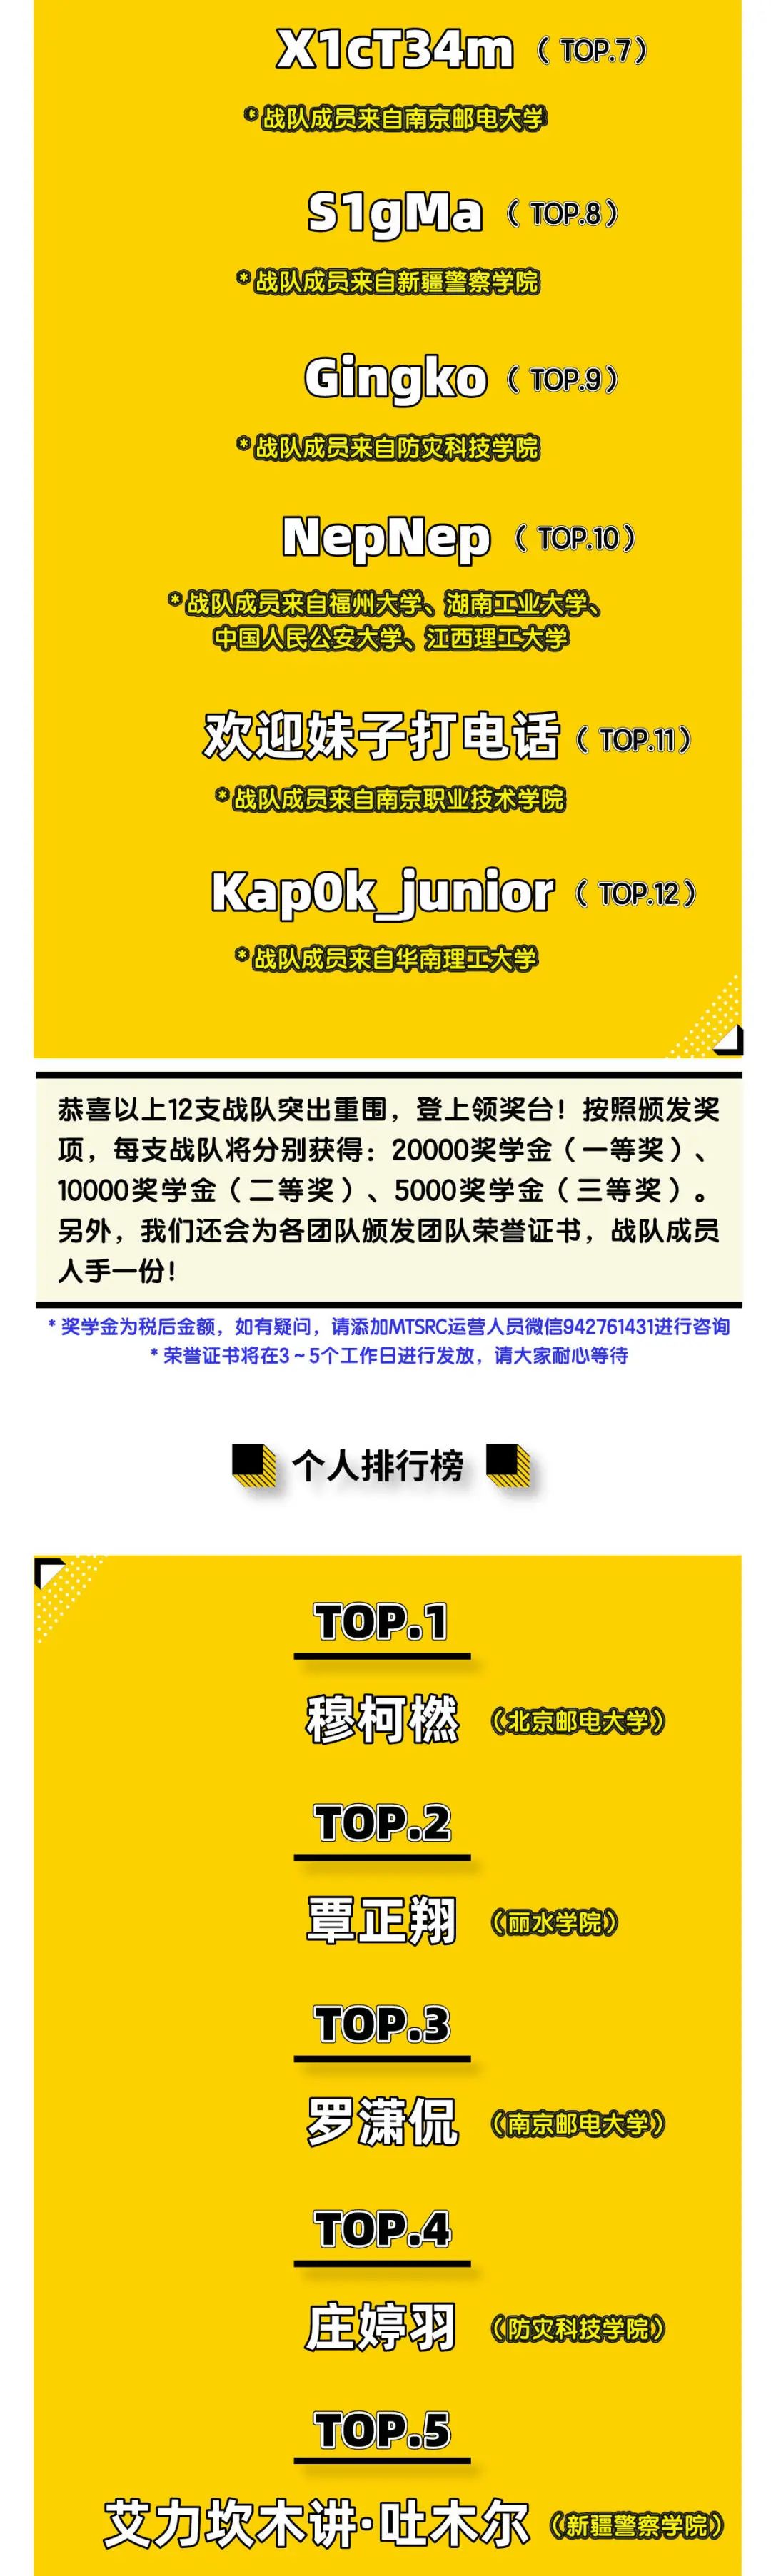 X1cT34m （ TOP.7）
* 战队成员来自南京邮电大学
S1gMa （ TOP.8）
* 战队成员来自新疆警察学院
Gingko （ TOP.9）
* 战队成员来自防灾科技学院
NepNep （ TOP.10）
* 战队成员来自福州大学、湖南工业大学、
中国人民公安大学、江西理工大学
欢迎妹子打电话 （ TOP.11）
* 战队成员来自南京职业技术学院
Kap0k_junior （ TOP.12）
* 战队成员来自华南理工大学
恭喜以上12支战队突出重围，登上领奖台！按照颁发奖
项，每支战队将分别获得：20000奖学金（一等奖）、
10000奖学金（二等奖）、5000奖学金（三等奖）。
另外，我们还会为各团队颁发团队荣誉证书，战队成员
人手一份！
* 奖学金为税后金额，如有疑问，请添加MTSRC运营人员微信942761431进行咨询
* 荣誉证书将在3～5个工作日进行发放，请大家耐心等待
个人排行榜
TOP.1
穆柯橪 （北京邮电大学）
TOP.2
覃正翔 （丽水学院）
TOP.3
罗潇侃 （南京邮电大学）
TOP.4
庄婷羽 （防灾科技学院）
TOP.5
艾力坎木讲·吐木尔 （新疆警察学院）